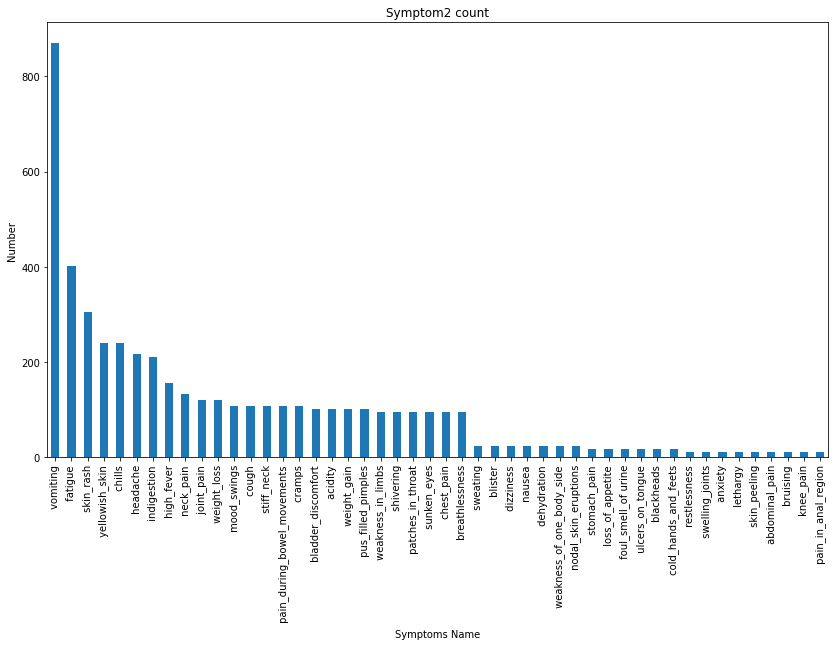 Symptom2 count
Number
800
600
400
200
0
vomiting
fatigue
skin_rash
yellowish_skin
chills
headache
indigestion
high_fever
neck_pain
joint_pain
weight_loss
mood_swings
cough
stiff_neck
pain_during_bowel_movements
cramps
bladder_discomfort
acidity
weight_gain
pus_filled_pimples
weakness_in_limbs
shivering
patches_in_throat
sunken_eyes
chest_pain
breathlessness
sweating
blister
dizziness
nausea
dehydration
weakness_of_one_body_side
nodal_skin_eruptions
stomach_pain
loss_of_appetite
foul_smell_of urine
ulcers_on_tongue
blackheads
cold_hands_and_feets
restlessness
swelling_joints
anxiety
lethargy
skin_peeling
abdominal_pain
bruising
knee_pain
pain_in_anal_region
Symptoms Name